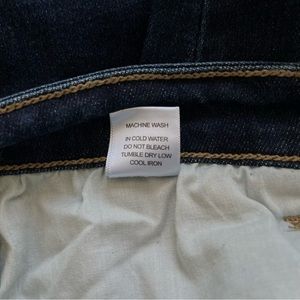 MACHINE WASH
IN COLD WATER
DO NOT BLEACH
TUMBLE DRY LOW
COOL IRON